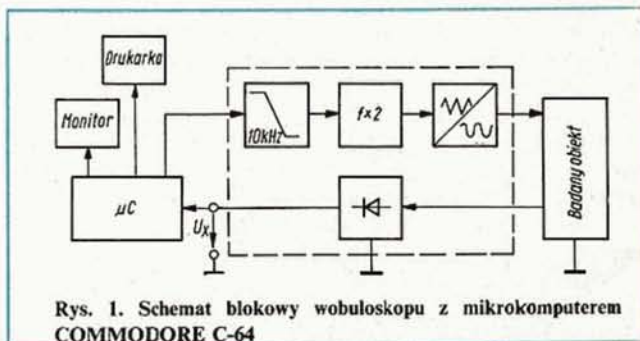 Drukarka
Monitor
10kHz
f×2
Badany obiekt
μC
Ux
Rys. 1. Schemat blokowy wobuloskopu z mikrokomputerem
COMMODORE C-64